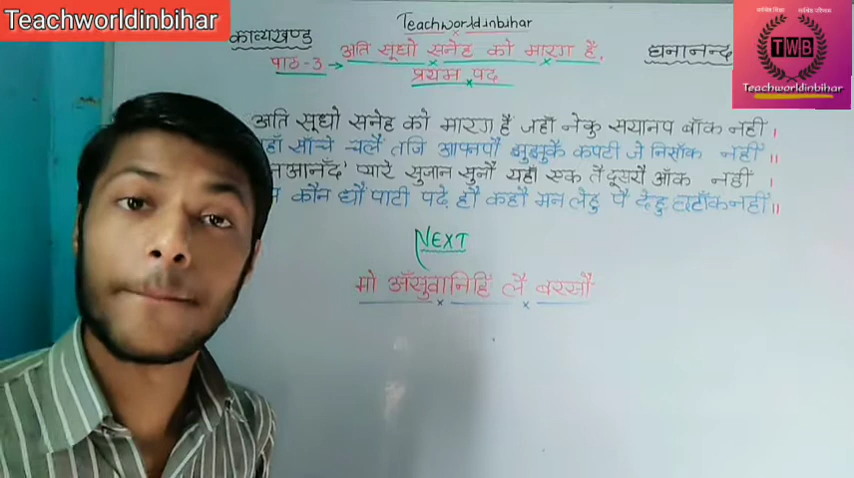 Teachworldinbihar
Teachworldinbihar
काव्यखण्ड
पाठ-3 → अति सूधो सनेह को मारग है,
घनानन्द
प्रथम पद
TWB
Teachworldinbihar
अति सूधो सनेह को मारग है जहाँ नेकु सयानप बाँक नहीं ।
हाँ साँचे चलैं तजि आपनपौ झुझुकै कपटी जे निसाँक नहीं ॥
आनँद' प्यारे सुजान सुनौ यहाँ एक तैं दूसरो आँक नहीं ।
कौन धौं पाटी पढ़े हौ कहौ मन लेहु पै देहु छटाँक नहीं ॥
NEXT
मो अँसुवानिहिं लै बरसौ